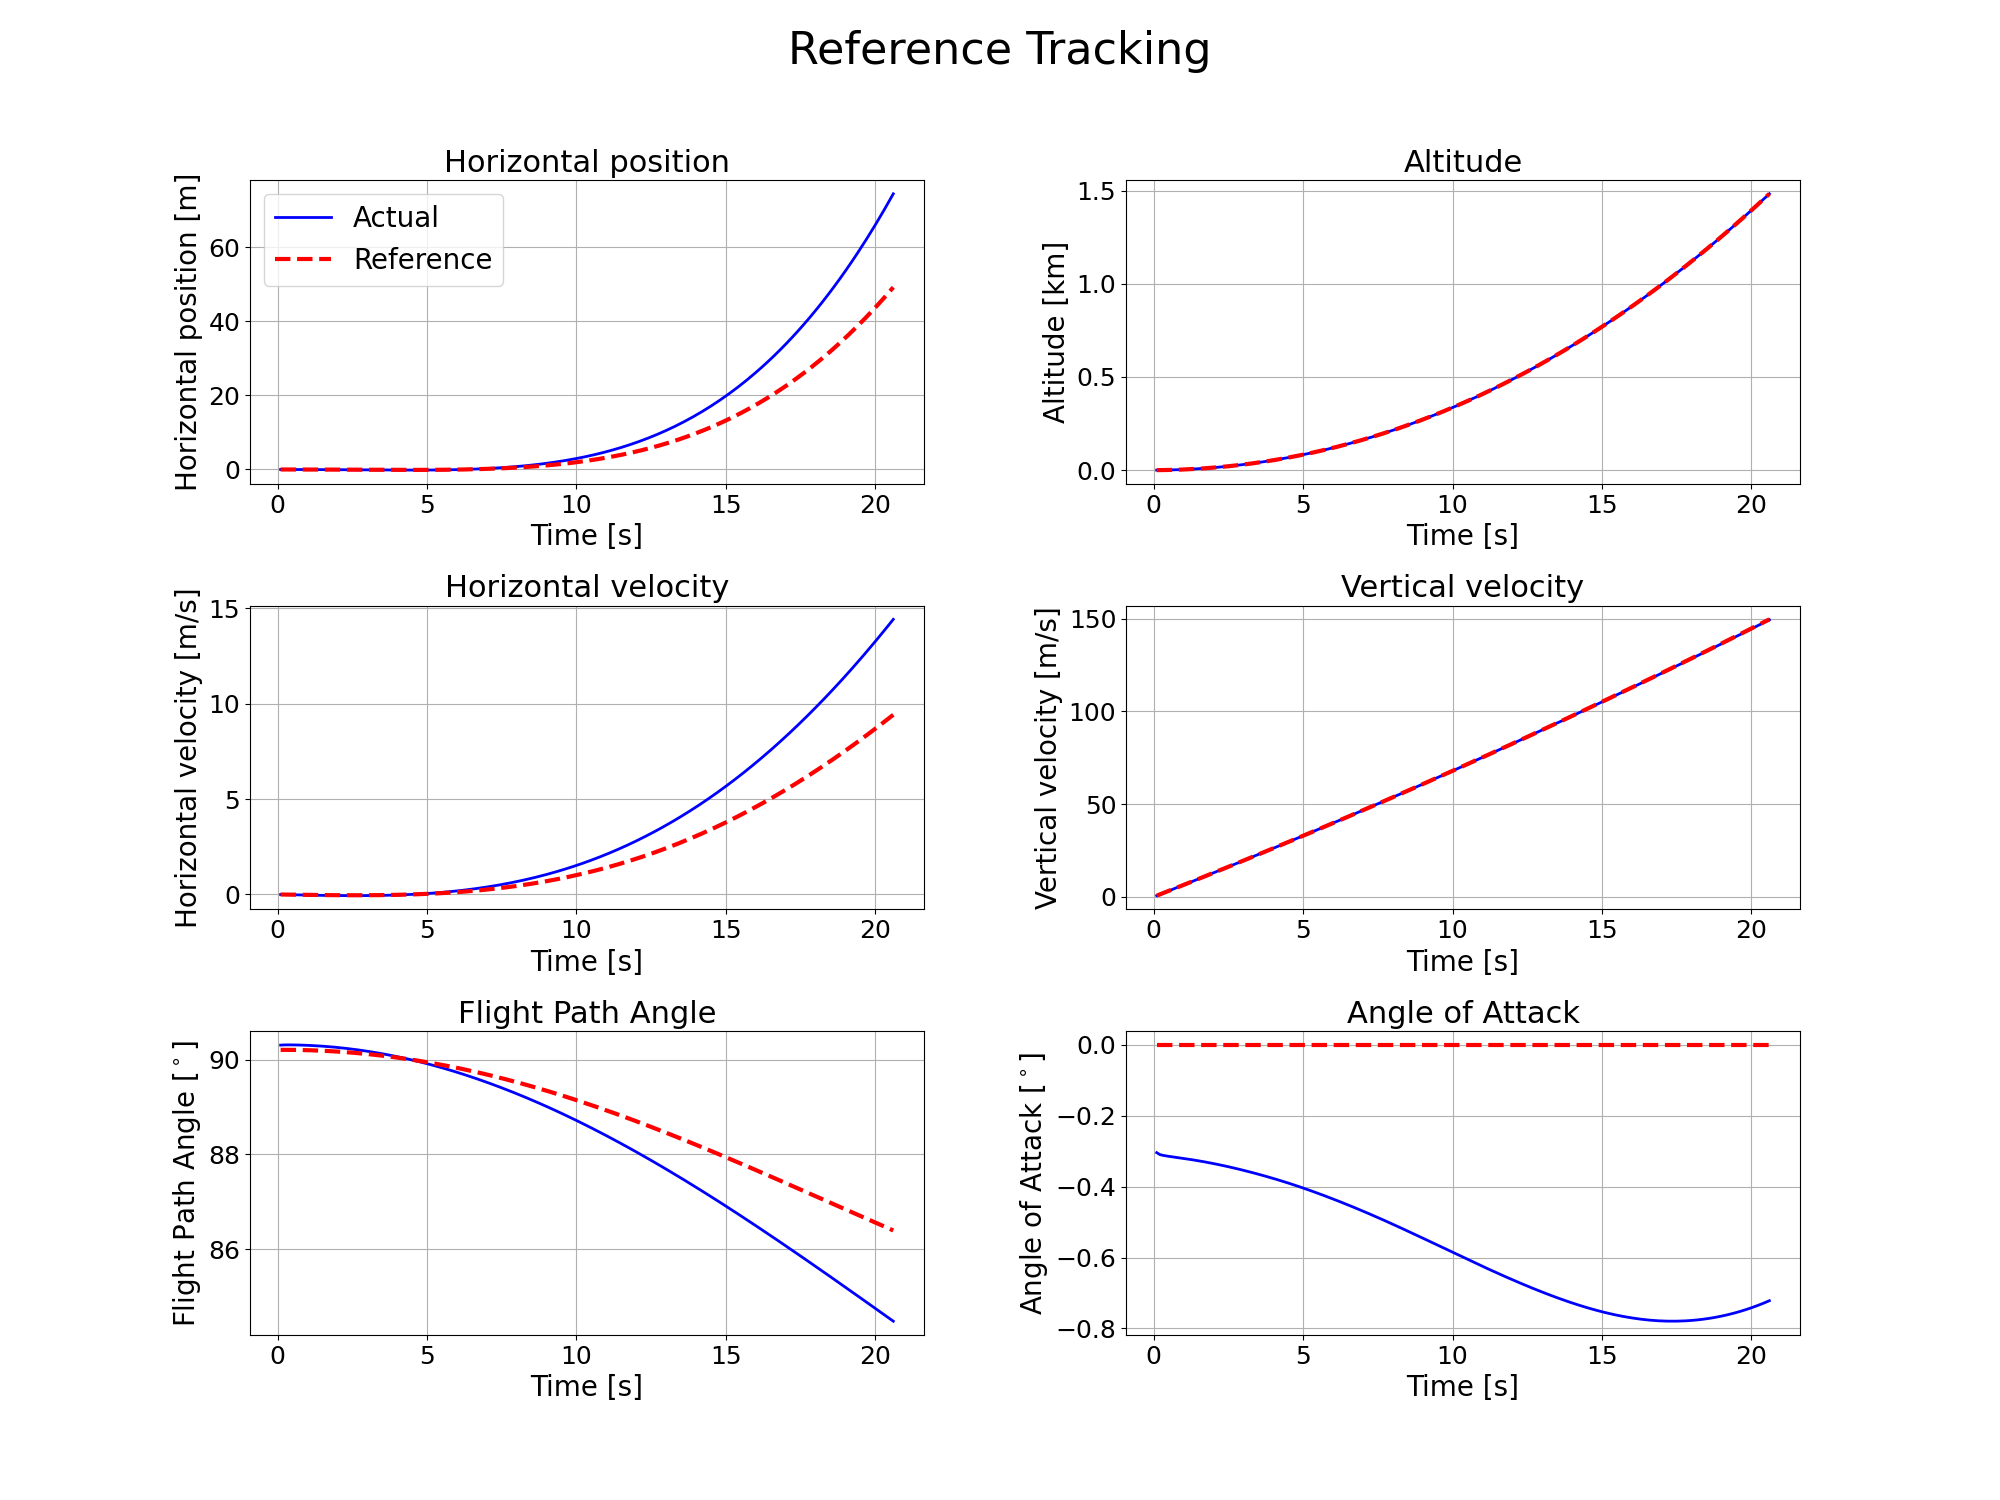 Reference Tracking
Horizontal position
Horizontal position [m]
60
40
20
0
Actual
Reference
0 5 10 15 20
Time [s]
Altitude
Altitude [km]
1.5
1.0
0.5
0.0
0 5 10 15 20
Time [s]
Horizontal velocity
Horizontal velocity [m/s]
15
10
5
0
0 5 10 15 20
Time [s]
Vertical velocity
Vertical velocity [m/s]
150
100
50
0
0 5 10 15 20
Time [s]
Flight Path Angle
Flight Path Angle [°]
90
88
86
0 5 10 15 20
Time [s]
Angle of Attack
Angle of Attack [°]
0.0
−0.2
−0.4
−0.6
−0.8
0 5 10 15 20
Time [s]